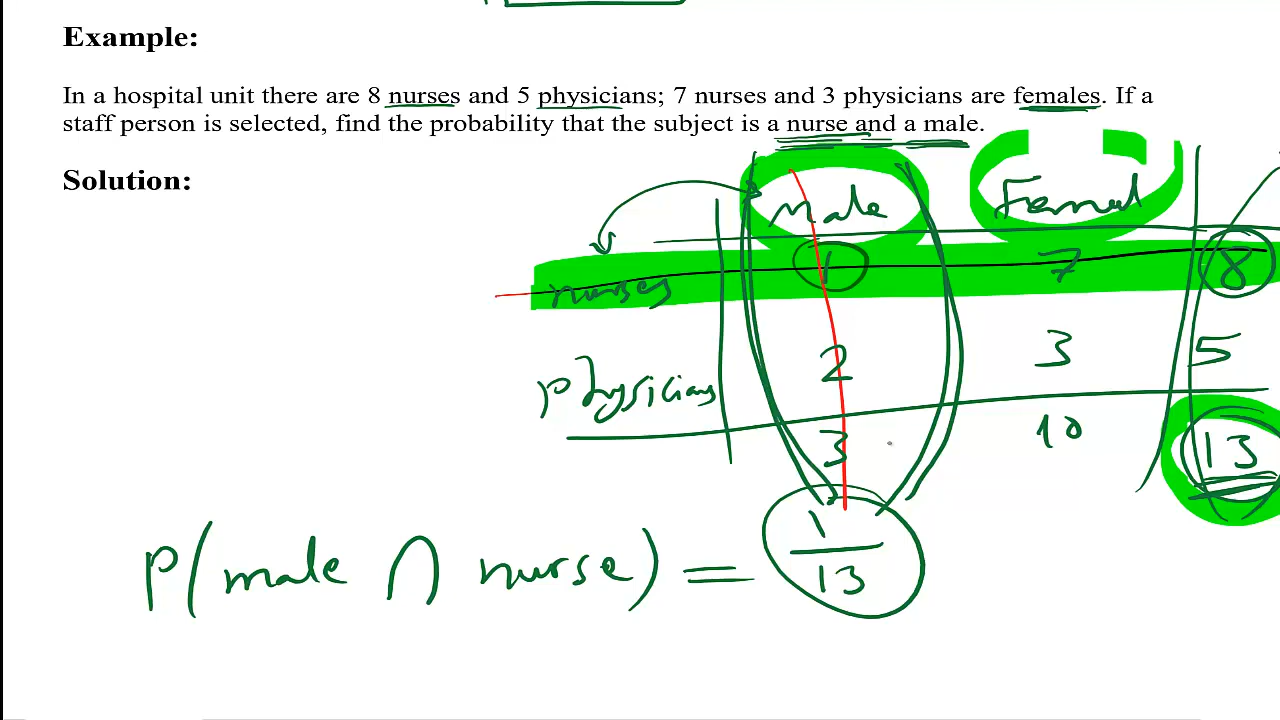 Example:
In a hospital unit there are 8 nurses and 5 physicians; 7 nurses and 3 physicians are females. If a
staff person is selected, find the probability that the subject is a nurse and a male.
Solution:
Male Femal
nurses 1 7 8
physicians 2 3 5
3 10 13
P(male ∩ nurse) = 1/13